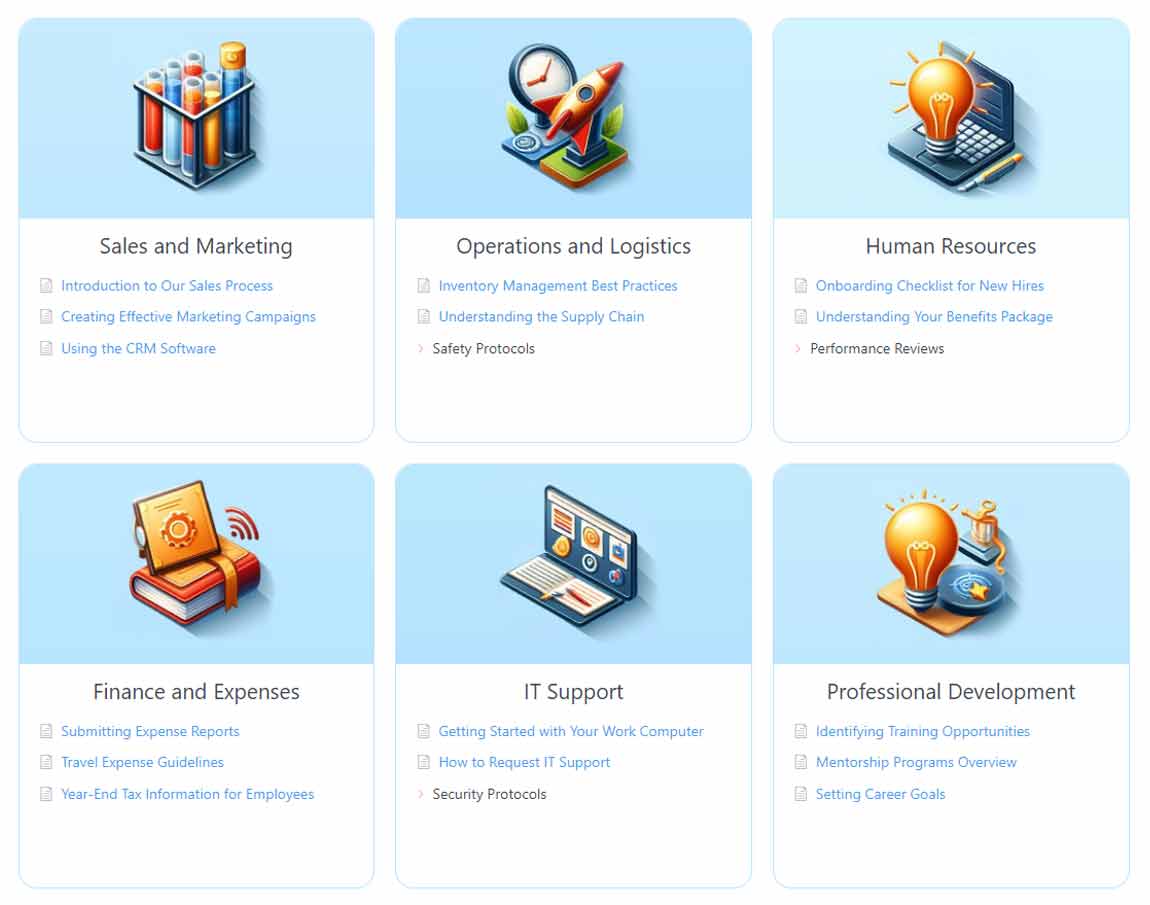 Sales and Marketing
Introduction to Our Sales Process
Creating Effective Marketing Campaigns
Using the CRM Software
Operations and Logistics
Inventory Management Best Practices
Understanding the Supply Chain
Safety Protocols
Human Resources
Onboarding Checklist for New Hires
Understanding Your Benefits Package
Performance Reviews
Finance and Expenses
Submitting Expense Reports
Travel Expense Guidelines
Year-End Tax Information for Employees
IT Support
Getting Started with Your Work Computer
How to Request IT Support
Security Protocols
Professional Development
Identifying Training Opportunities
Mentorship Programs Overview
Setting Career Goals